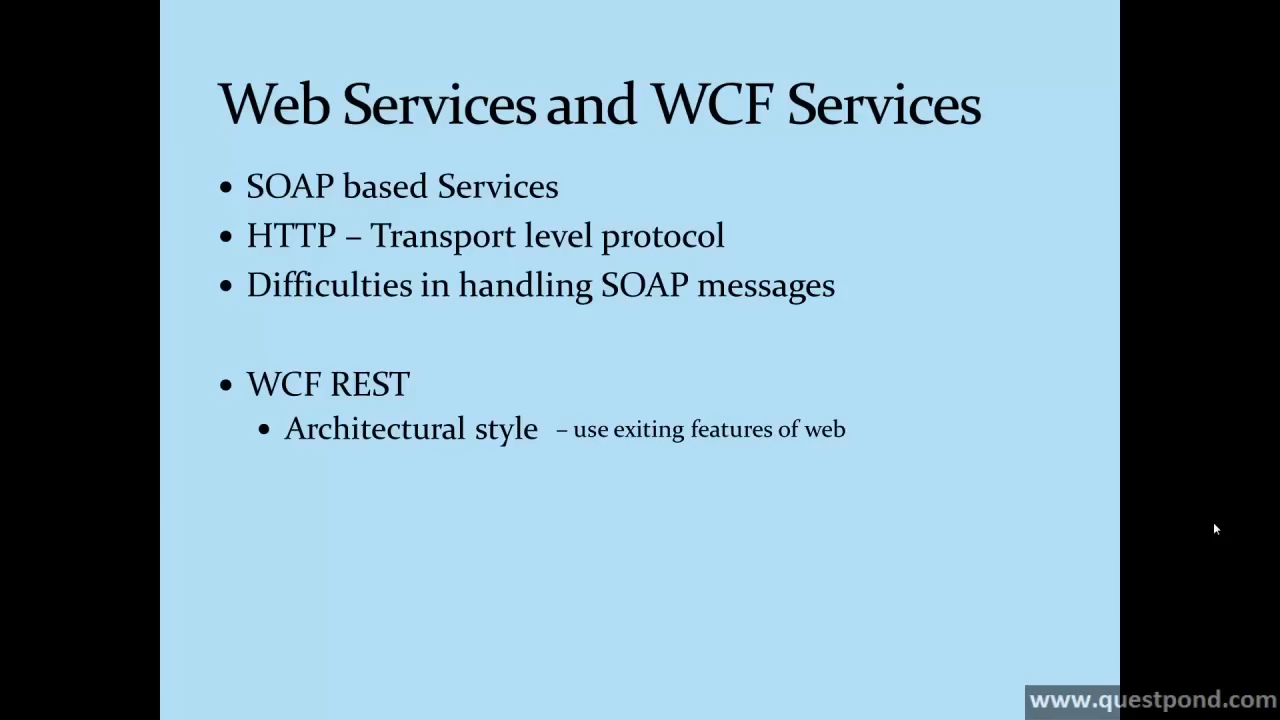 Web Services and WCF Services
• SOAP based Services
• HTTP – Transport level protocol
• Difficulties in handling SOAP messages
• WCF REST
• Architectural style – use exiting features of web
www.questpond.com